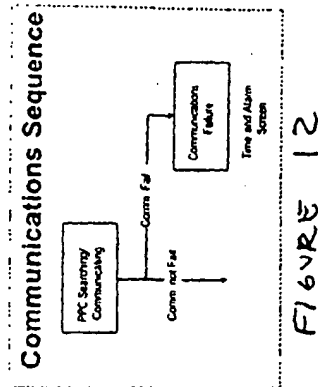 Communications Sequence
PPC Searching/
Communicating
Comm Fail
Comm not Fail
Communications
Failure
Time and Alarm
Screen
FIGURE 12